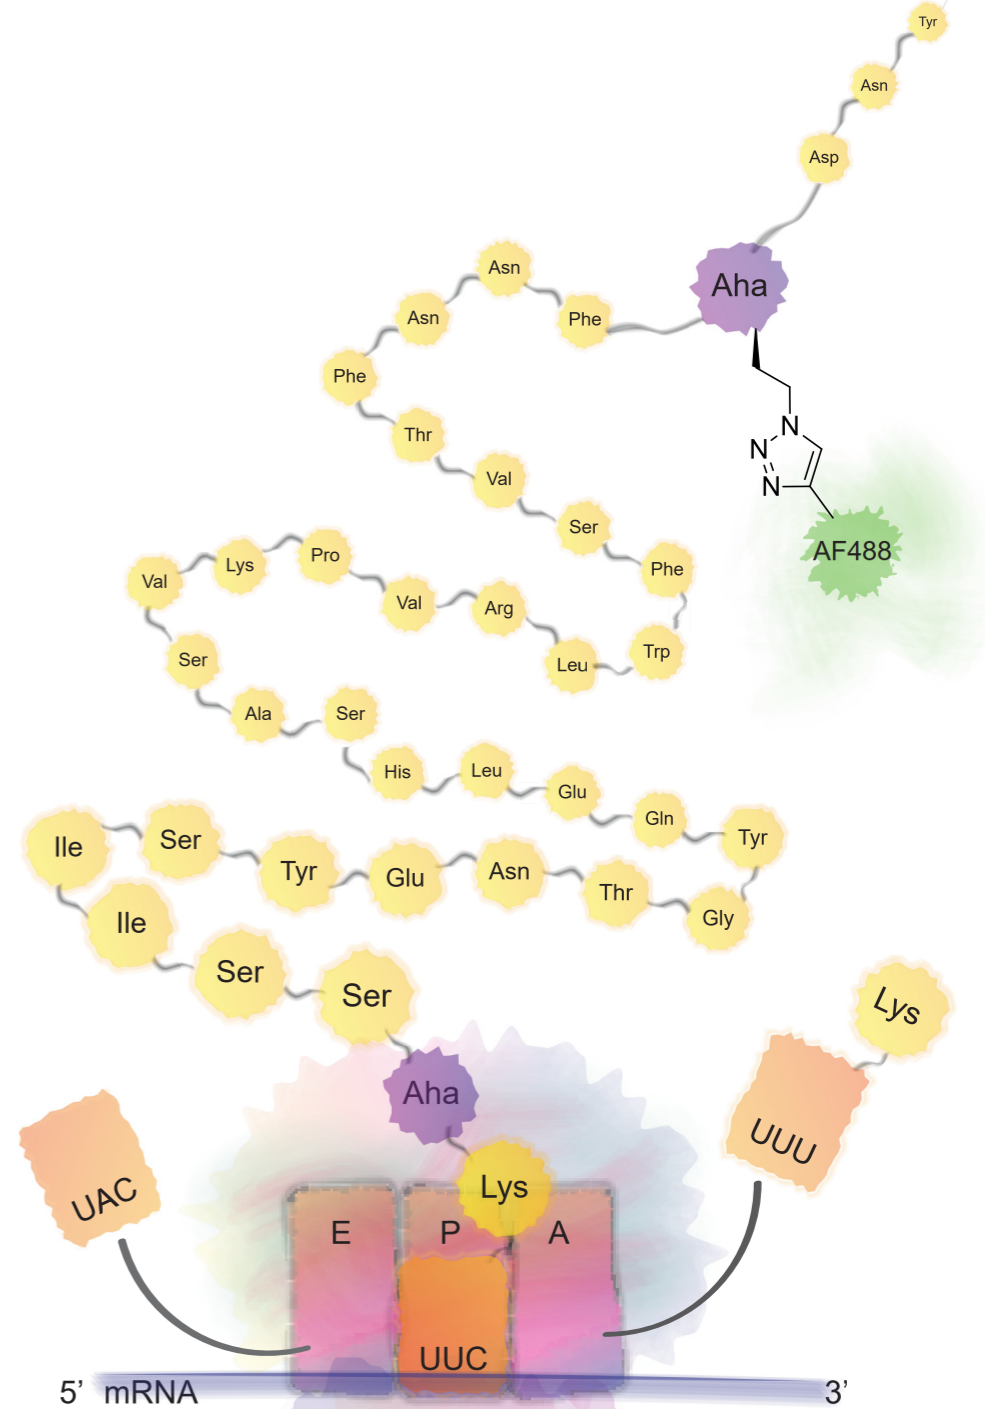 Tyr
Asn
Asp
Aha
Asn
Asn
Phe
Phe
Thr
Val
Ser
Phe
Trp
Leu
Arg
Val
Pro
Lys
Val
Ser
Ala
Ser
His
Leu
Glu
Gln
Tyr
Gly
Thr
Asn
Glu
Tyr
Ser
Ile
Ile
Ser
Ser
Aha
Lys
N
N
N
AF488
Lys
UUU
UAC
E P A
UUC
5’ mRNA 3’